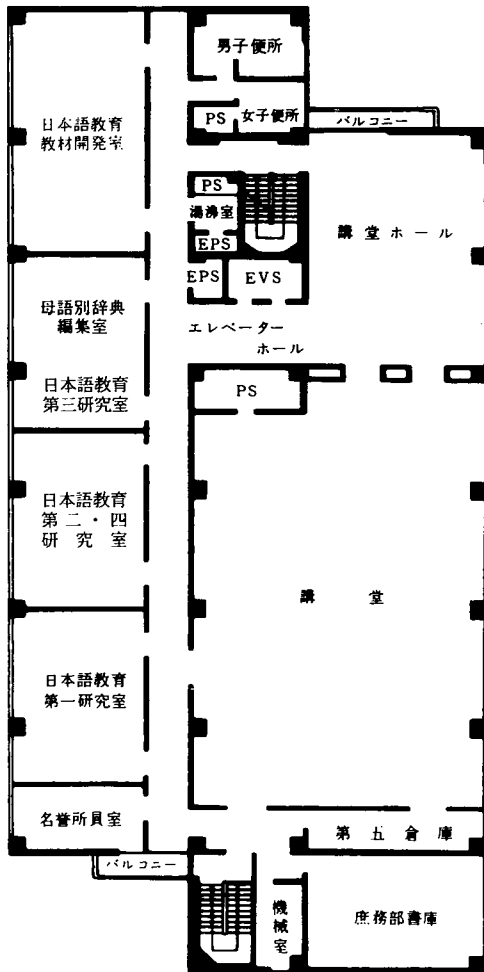 男子便所
PS
女子便所
バルコニー
日本語教育
教材開発室
PS
湯沸室
EPS
講堂ホール
EPS
EVS
母語別辞典
編集室
エレベーター
ホール
日本語教育
第三研究室
PS
日本語教育
第二・四
研究室
講堂
日本語教育
第一研究室
名誉所員室
第五倉庫
バルコニー
機械室
庶務部書庫